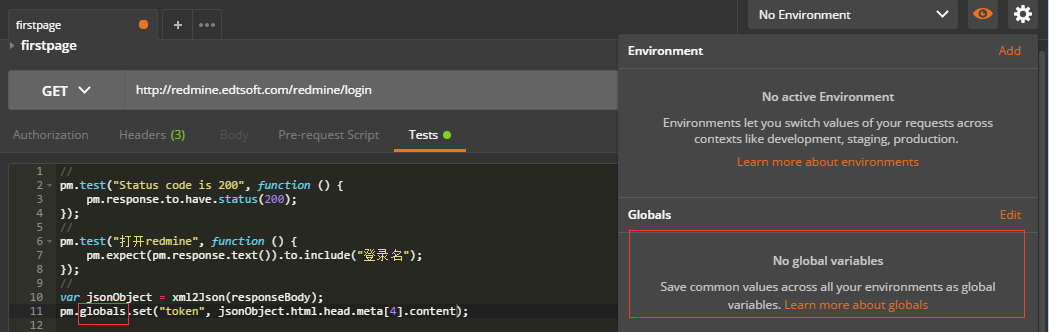 firstpage
No Environment
firstpage
GET
http://redmine.edtsoft.com/redmine/login
Authorization
Headers (3)
Body
Pre-request Script
Tests
1 //
2 pm.test("Status code is 200", function () {
3 pm.response.to.have.status(200);
4 });
5 //
6 pm.test("打开redmine", function () {
7 pm.expect(pm.response.text()).to.include("登录名");
8 });
9 //
10 var jsonObject = xml2Json(responseBody);
11 pm.globals.set("token", jsonObject.html.head.meta[4].content);
12
Environment
Add
No active Environment
Environments let you switch values of your requests across
contexts like development, staging, production.
Learn more about environments
Globals
Edit
No global variables
Save common values across all your environments as global
variables. Learn more about globals